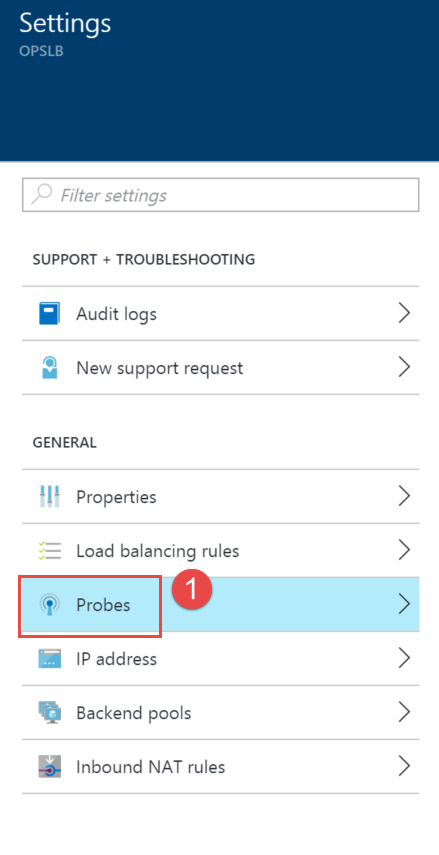 Settings
OPSLB
Filter settings
SUPPORT + TROUBLESHOOTING
Audit logs
New support request
GENERAL
Properties
Load balancing rules
Probes
1
IP address
Backend pools
Inbound NAT rules